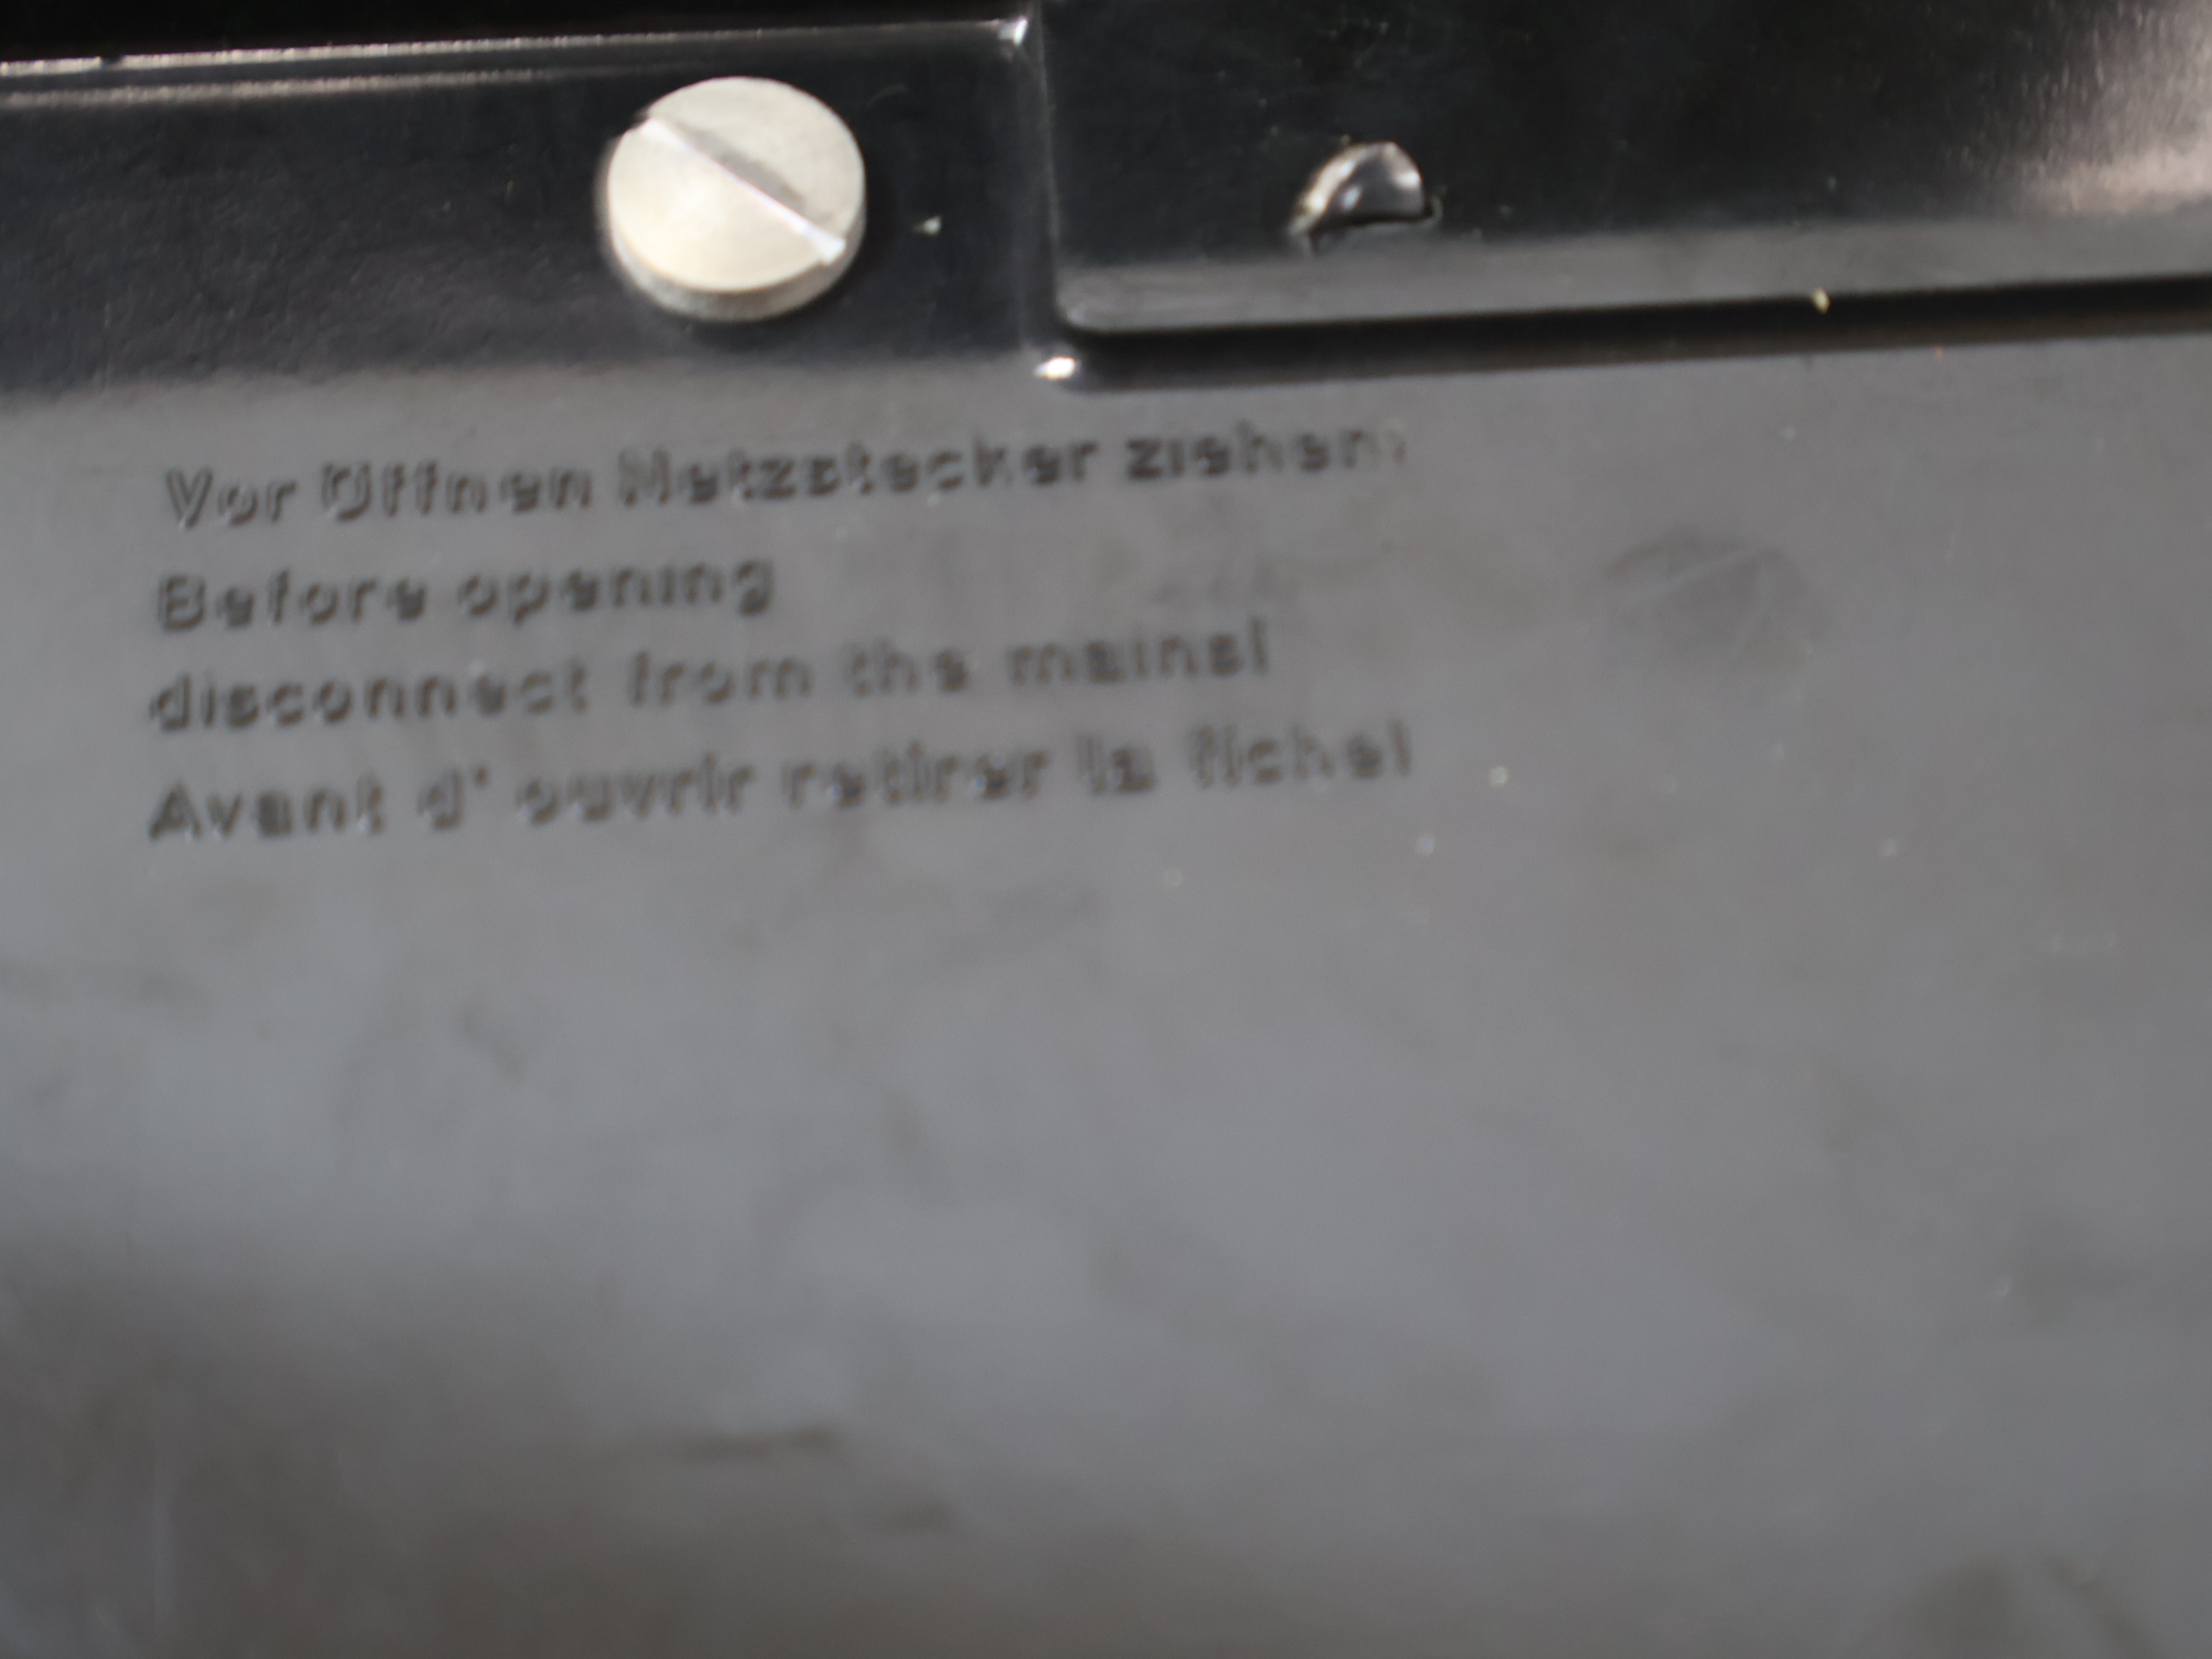 Vor Öffnen Netzstecker ziehen!
Before opening
disconnect from the mains!
Avant d' ouvrir retirer la fiche!